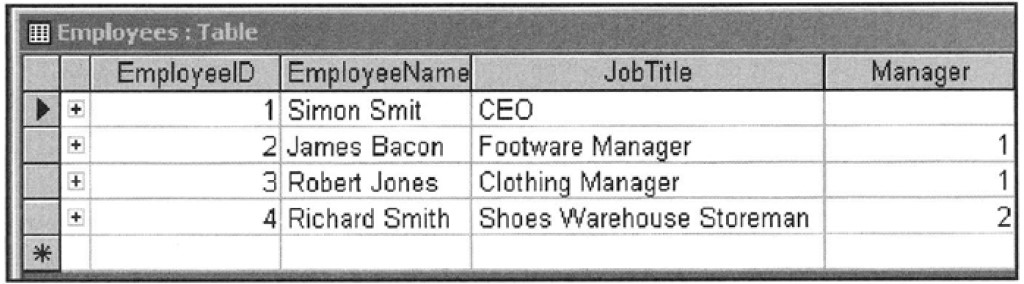 Employees : Table
EmployeeID EmployeeName JobTitle Manager
1 Simon Smit CEO
2 James Bacon Footware Manager 1
3 Robert Jones Clothing Manager 1
4 Richard Smith Shoes Warehouse Storeman 2